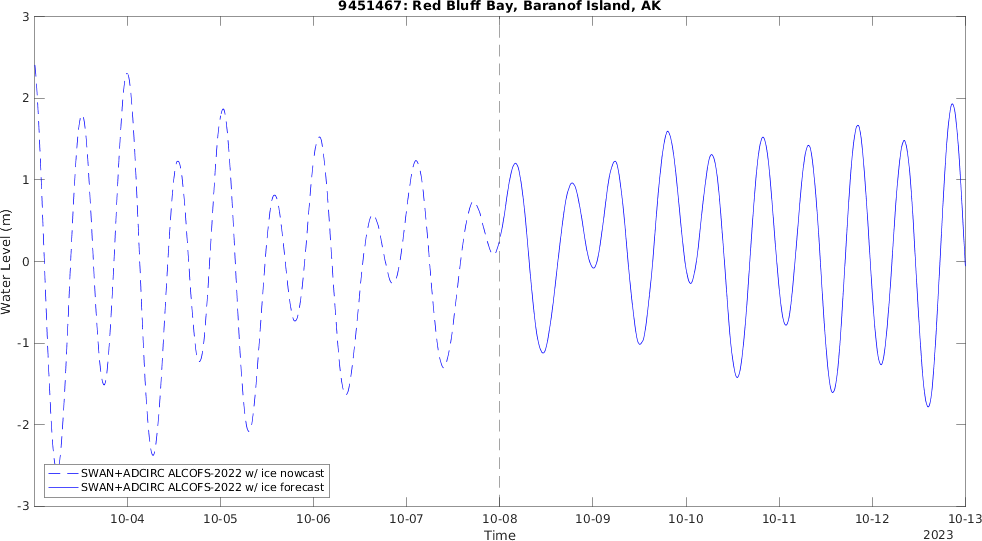 9451467: Red Bluff Bay, Baranof Island, AK
3
2
1
0
-1
-2
-3
Water Level (m)
SWAN+ADCIRC ALCOFS-2022 w/ ice nowcast
SWAN+ADCIRC ALCOFS-2022 w/ ice forecast
10-04 10-05 10-06 10-07 10-08 10-09 10-10 10-11 10-12 10-13
Time
2023